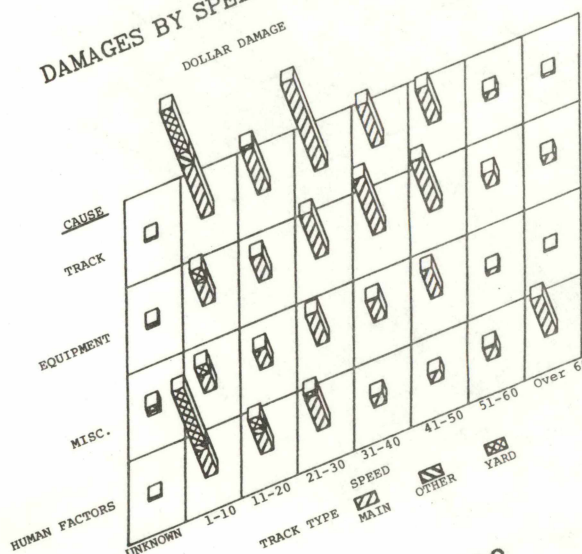 DAMAGES BY
DOLLAR DAMAGE
CAUSE
TRACK
EQUIPMENT
MISC.
HUMAN FACTORS
UNKNOWN 1-10 11-20 21-30 31-40 41-50 51-60 Over 6
SPEED
TRACK TYPE MAIN OTHER YARD